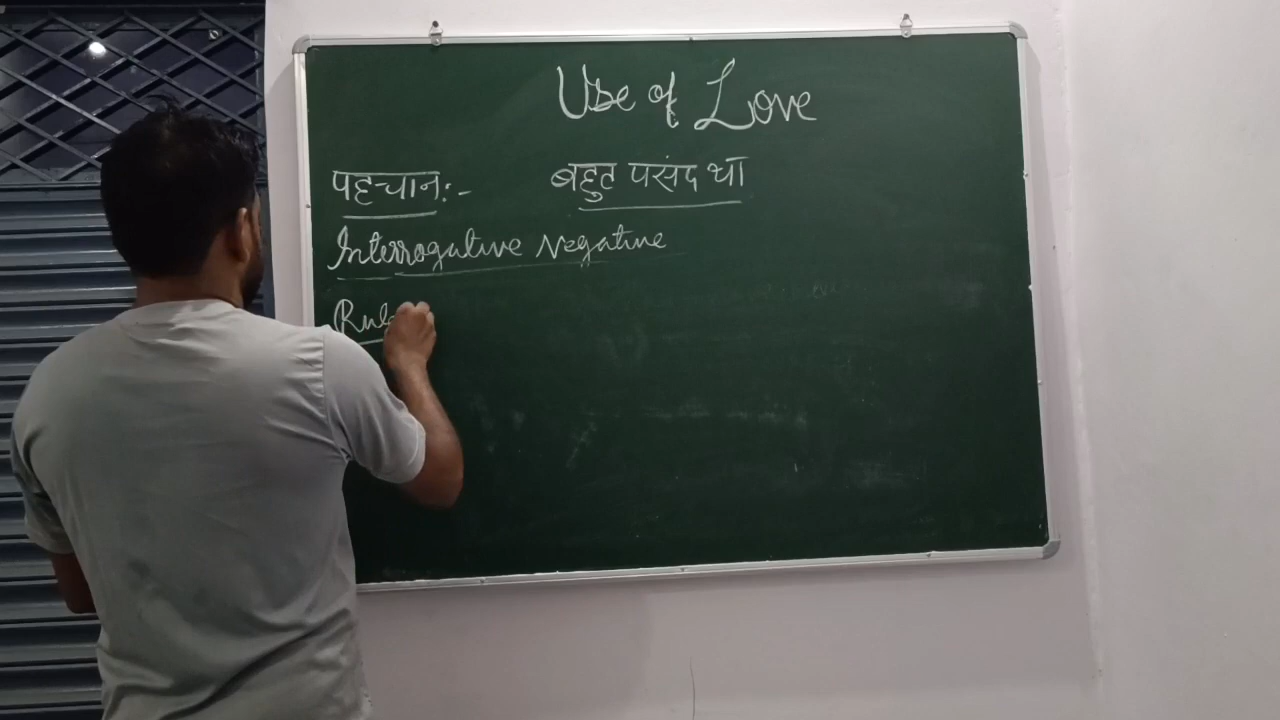 Use of Love
पहचान:- बहुत पसंद था
Interrogative Negative
Rule